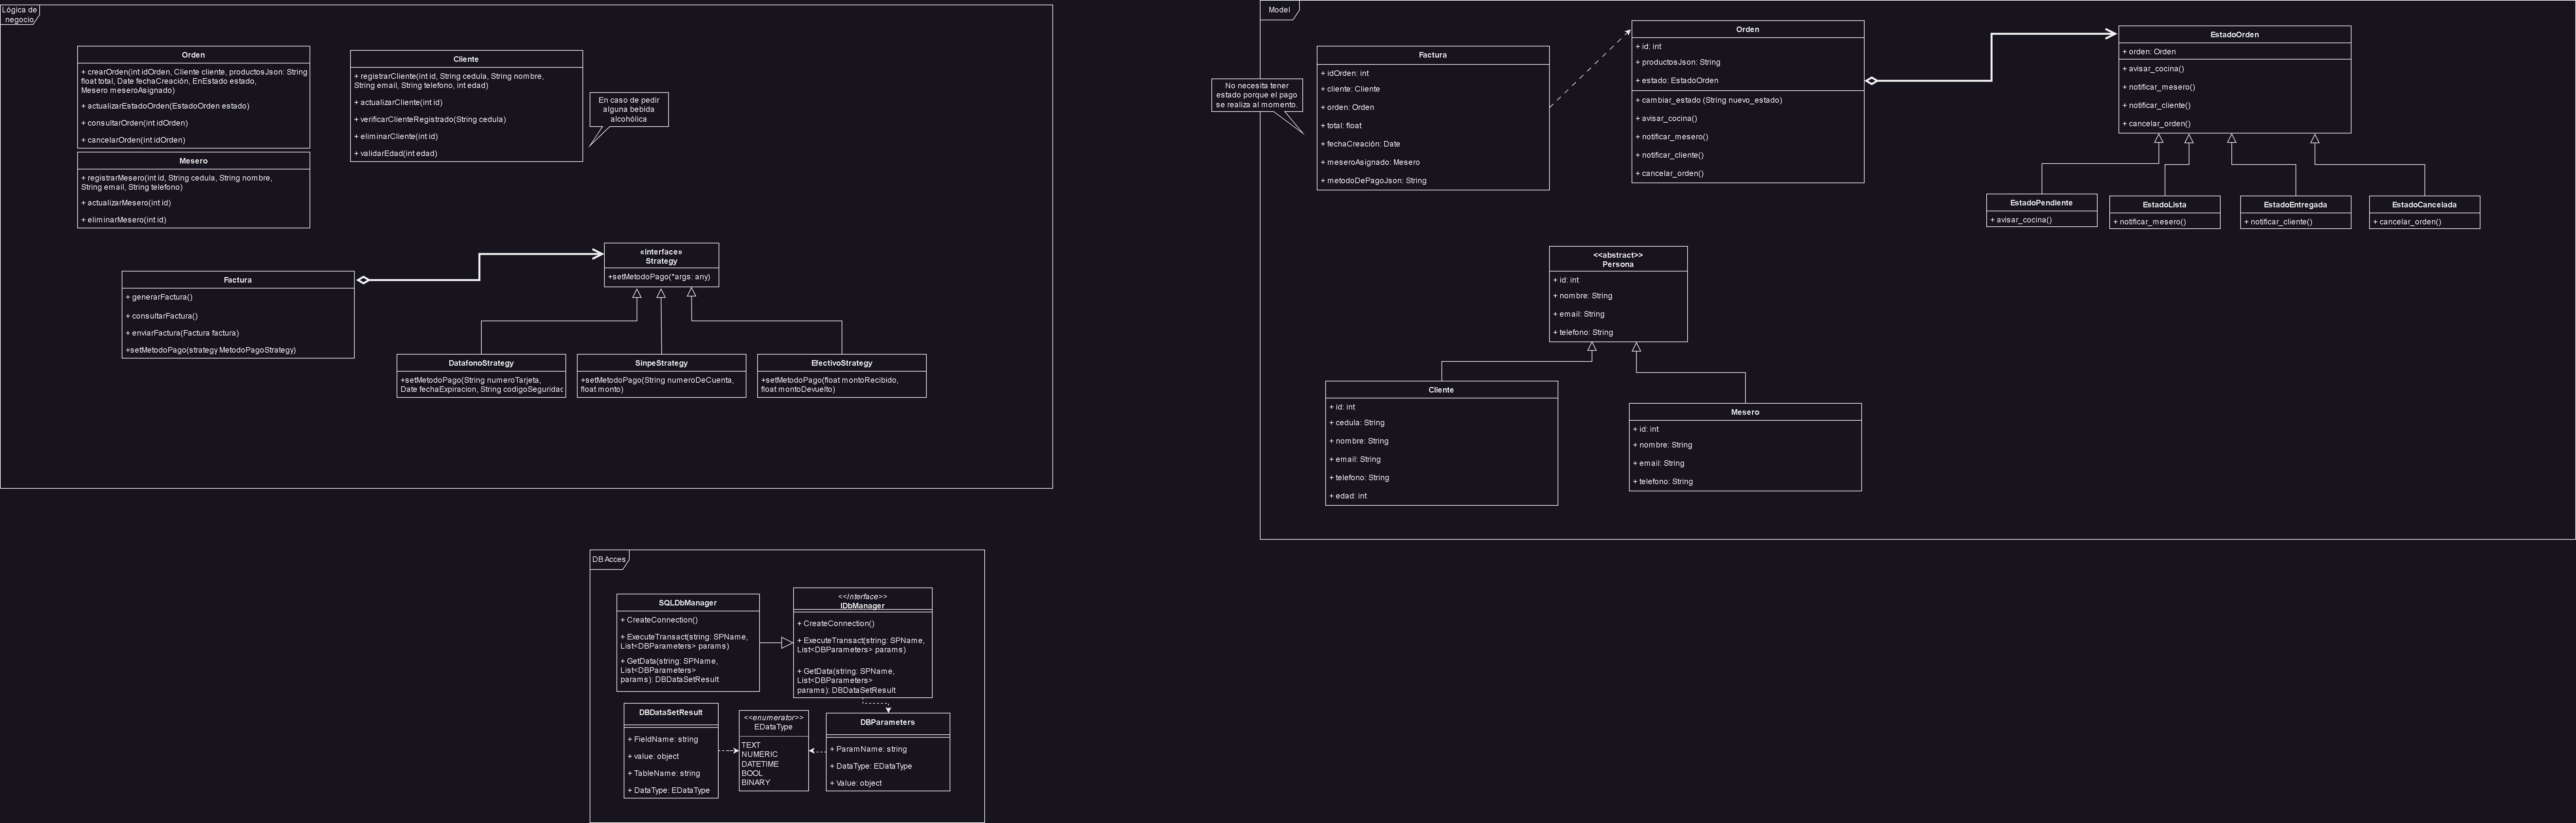 Lógica de
negocio
Orden
+ crearOrden(int idOrden, Cliente cliente, productosJson: String
float total, Date fechaCreación, EnEstado estado,
Mesero meseroAsignado)
+ actualizarEstadoOrden(EstadoOrden estado)
+ consultarOrden(int idOrden)
+ cancelarOrden(int idOrden)
Mesero
+ registrarMesero(int id, String cedula, String nombre,
String email, String telefono)
+ actualizarMesero(int id)
+ eliminarMesero(int id)
Cliente
+ registrarCliente(int id, String cedula, String nombre,
String email, String telefono, int edad)
+ actualizarCliente(int id)
+ verificarClienteRegistrado(String cedula)
+ eliminarCliente(int id)
+ validarEdad(int edad)
En caso de pedir
alguna bebida
alcohólica
Factura
+ generarFactura()
+ consultarFactura()
+ enviarFactura(Factura factura)
+setMetodoPago(strategy MetodoPagoStrategy)
«interface»
Strategy
+setMetodoPago(*args: any)
DatafonoStrategy
+setMetodoPago(String numeroTarjeta,
Date fechaExpiracion, String codigoSeguridad
SinpeStrategy
+setMetodoPago(String numeroDeCuenta,
float monto)
EfectivoStrategy
+setMetodoPago(float montoRecibido,
float montoDevuelto)
Model
No necesita tener
estado porque el pago
se realiza al momento.
Factura
+ idOrden: int
+ cliente: Cliente
+ orden: Orden
+ total: float
+ fechaCreación: Date
+ meseroAsignado: Mesero
+ metodoDePagoJson: String
Orden
+ id: int
+ productosJson: String
+ estado: EstadoOrden
+ cambiar_estado (String nuevo_estado)
+ avisar_cocina()
+ notificar_mesero()
+ notificar_cliente()
+ cancelar_orden()
EstadoOrden
+ orden: Orden
+ avisar_cocina()
+ notificar_mesero()
+ notificar_cliente()
+ cancelar_orden()
EstadoPendiente
+ avisar_cocina()
EstadoLista
+ notificar_mesero()
EstadoEntregada
+ notificar_cliente()
EstadoCancelada
+ cancelar_orden()
<<abstract>>
Persona
+ id: int
+ nombre: String
+ email: String
+ telefono: String
Cliente
+ id: int
+ cedula: String
+ nombre: String
+ email: String
+ telefono: String
+ edad: int
Mesero
+ id: int
+ nombre: String
+ email: String
+ telefono: String
DB Acces
SQLDbManager
+ CreateConnection()
+ ExecuteTransact(string: SPName,
List<DBParameters> params)
+ GetData(string: SPName,
List<DBParameters>
params): DBDataSetResult
<<Interface>>
IDbManager
+ CreateConnection()
+ ExecuteTransact(string: SPName,
List<DBParameters> params)
+ GetData(string: SPName,
List<DBParameters>
params): DBDataSetResult
DBDataSetResult
+ FieldName: string
+ value: object
+ TableName: string
+ DataType: EDataType
<<enumerator>>
EDataType
TEXT
NUMERIC
DATETIME
BOOL
BINARY
DBParameters
+ ParamName: string
+ DataType: EDataType
+ Value: object